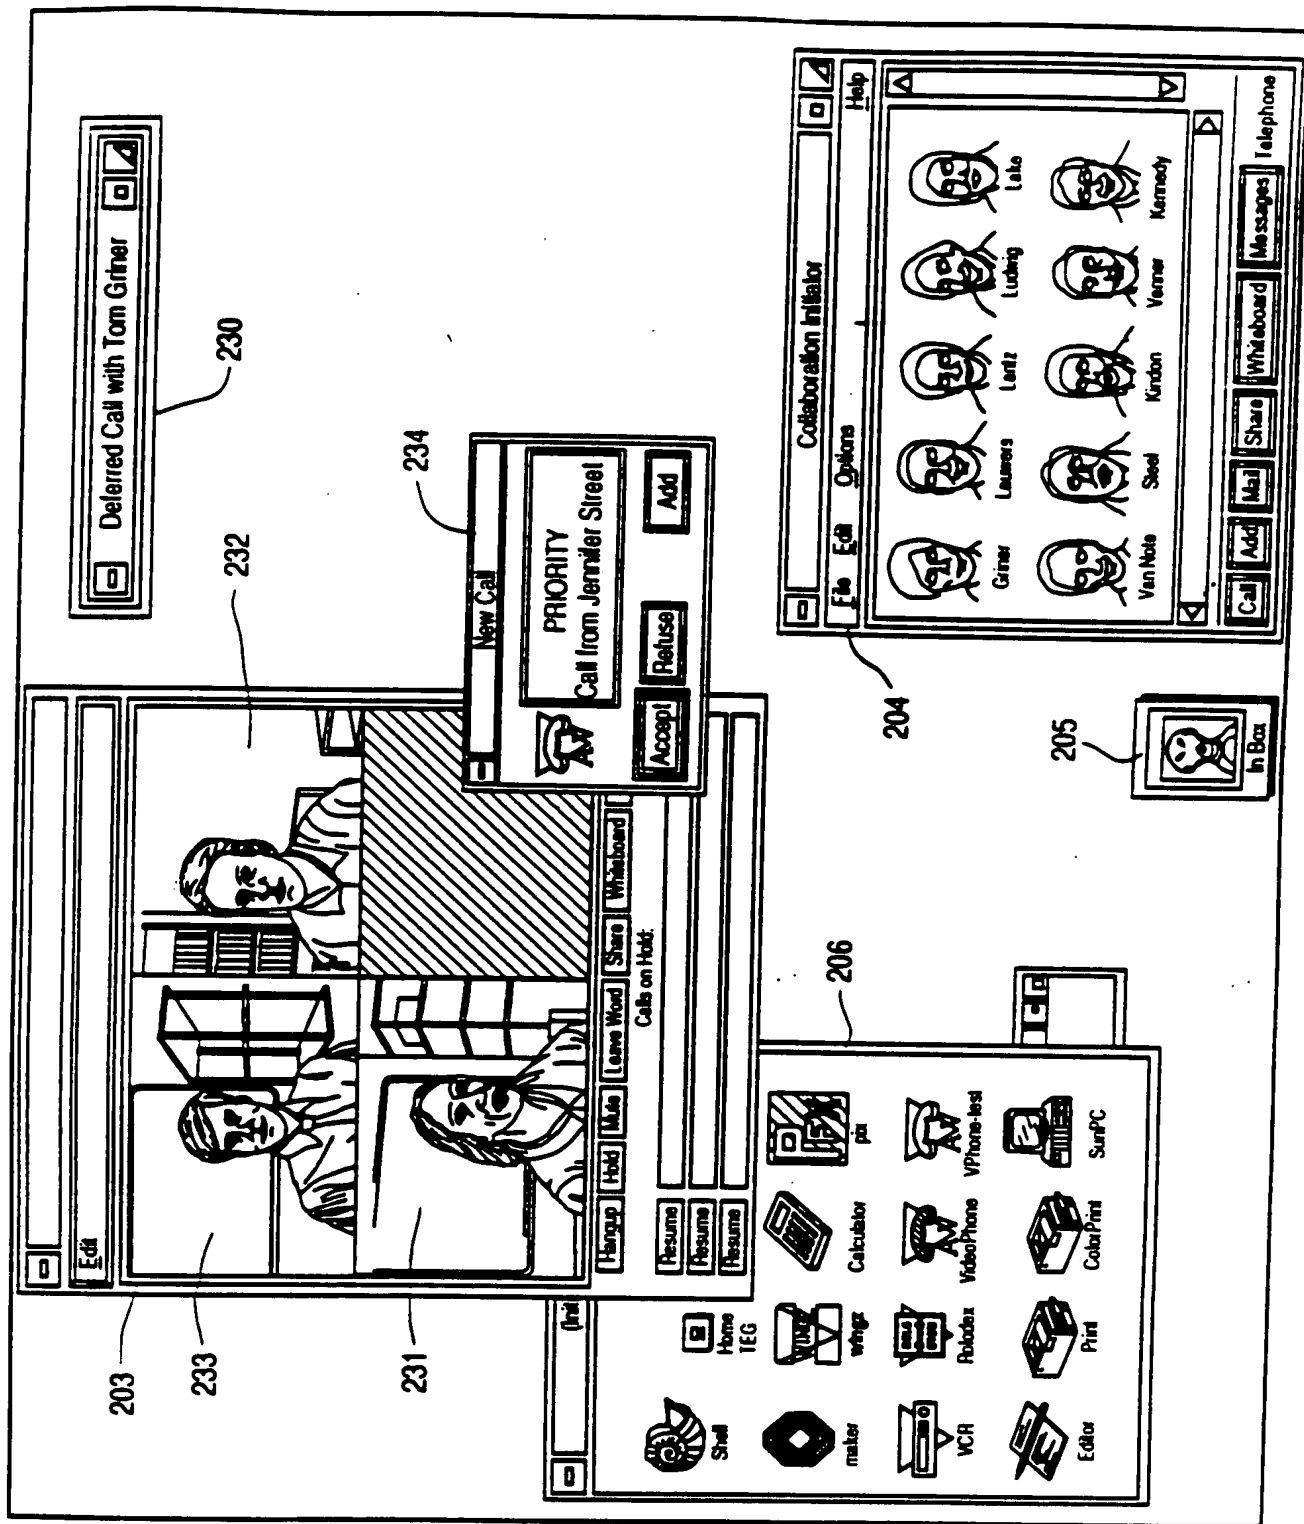 Deferred Call with Tom Griner
230
203
Edit
232
233
231
Hangup Hold Mute Leave Word Share Whiteboard
Calls on Hold:
Resume
Resume
Resume
234
New Call
PRIORITY
Call from Jennifer Street
Accept Refuse Add
(Init
206
Shell
Home
TEG
maker
wingz
WINGZ
Calculator
pbi
VCR
Rolodex
VideoPhone
VPhone-test
Editor
Print
ColorPrint
SunPC
205
In Box
204
Collaboration Initiator
File Edit Options Help
Griner Lauwers Lantz Ludwig Lake
Van Note Steel Kindon Venner Kennedy
Call Add Mail Share Whiteboard Messages Telephone